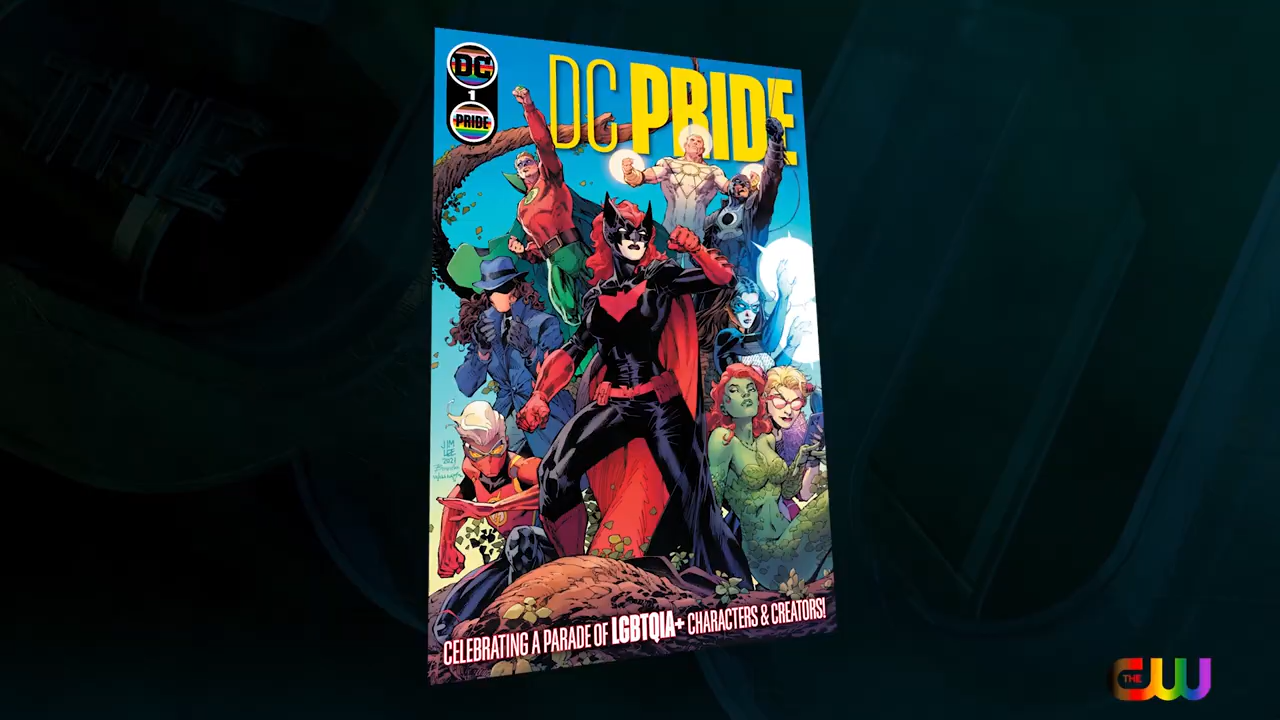 DC
1
PRIDE
DC PRIDE
JIM
LEE
2021
CELEBRATING A PARADE OF LGBTQIA+ CHARACTERS & CREATORS!
THE
CW